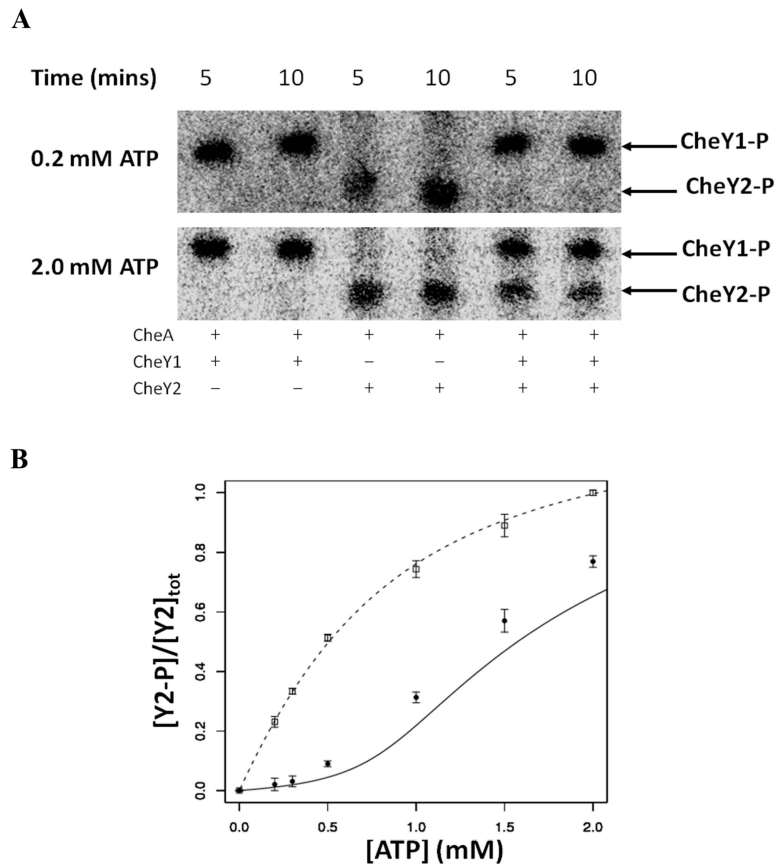 A
Time (mins) 5 10 5 10 5 10
0.2 mM ATP
CheY1-P
CheY2-P
2.0 mM ATP
CheY1-P
CheY2-P
CheA + + + + + +
CheY1 + + – – + +
CheY2 – – + + + +
B
[Y2-P]/[Y2]tot
1.0
0.8
0.6
0.4
0.2
0.0
0.0 0.5 1.0 1.5 2.0
[ATP] (mM)